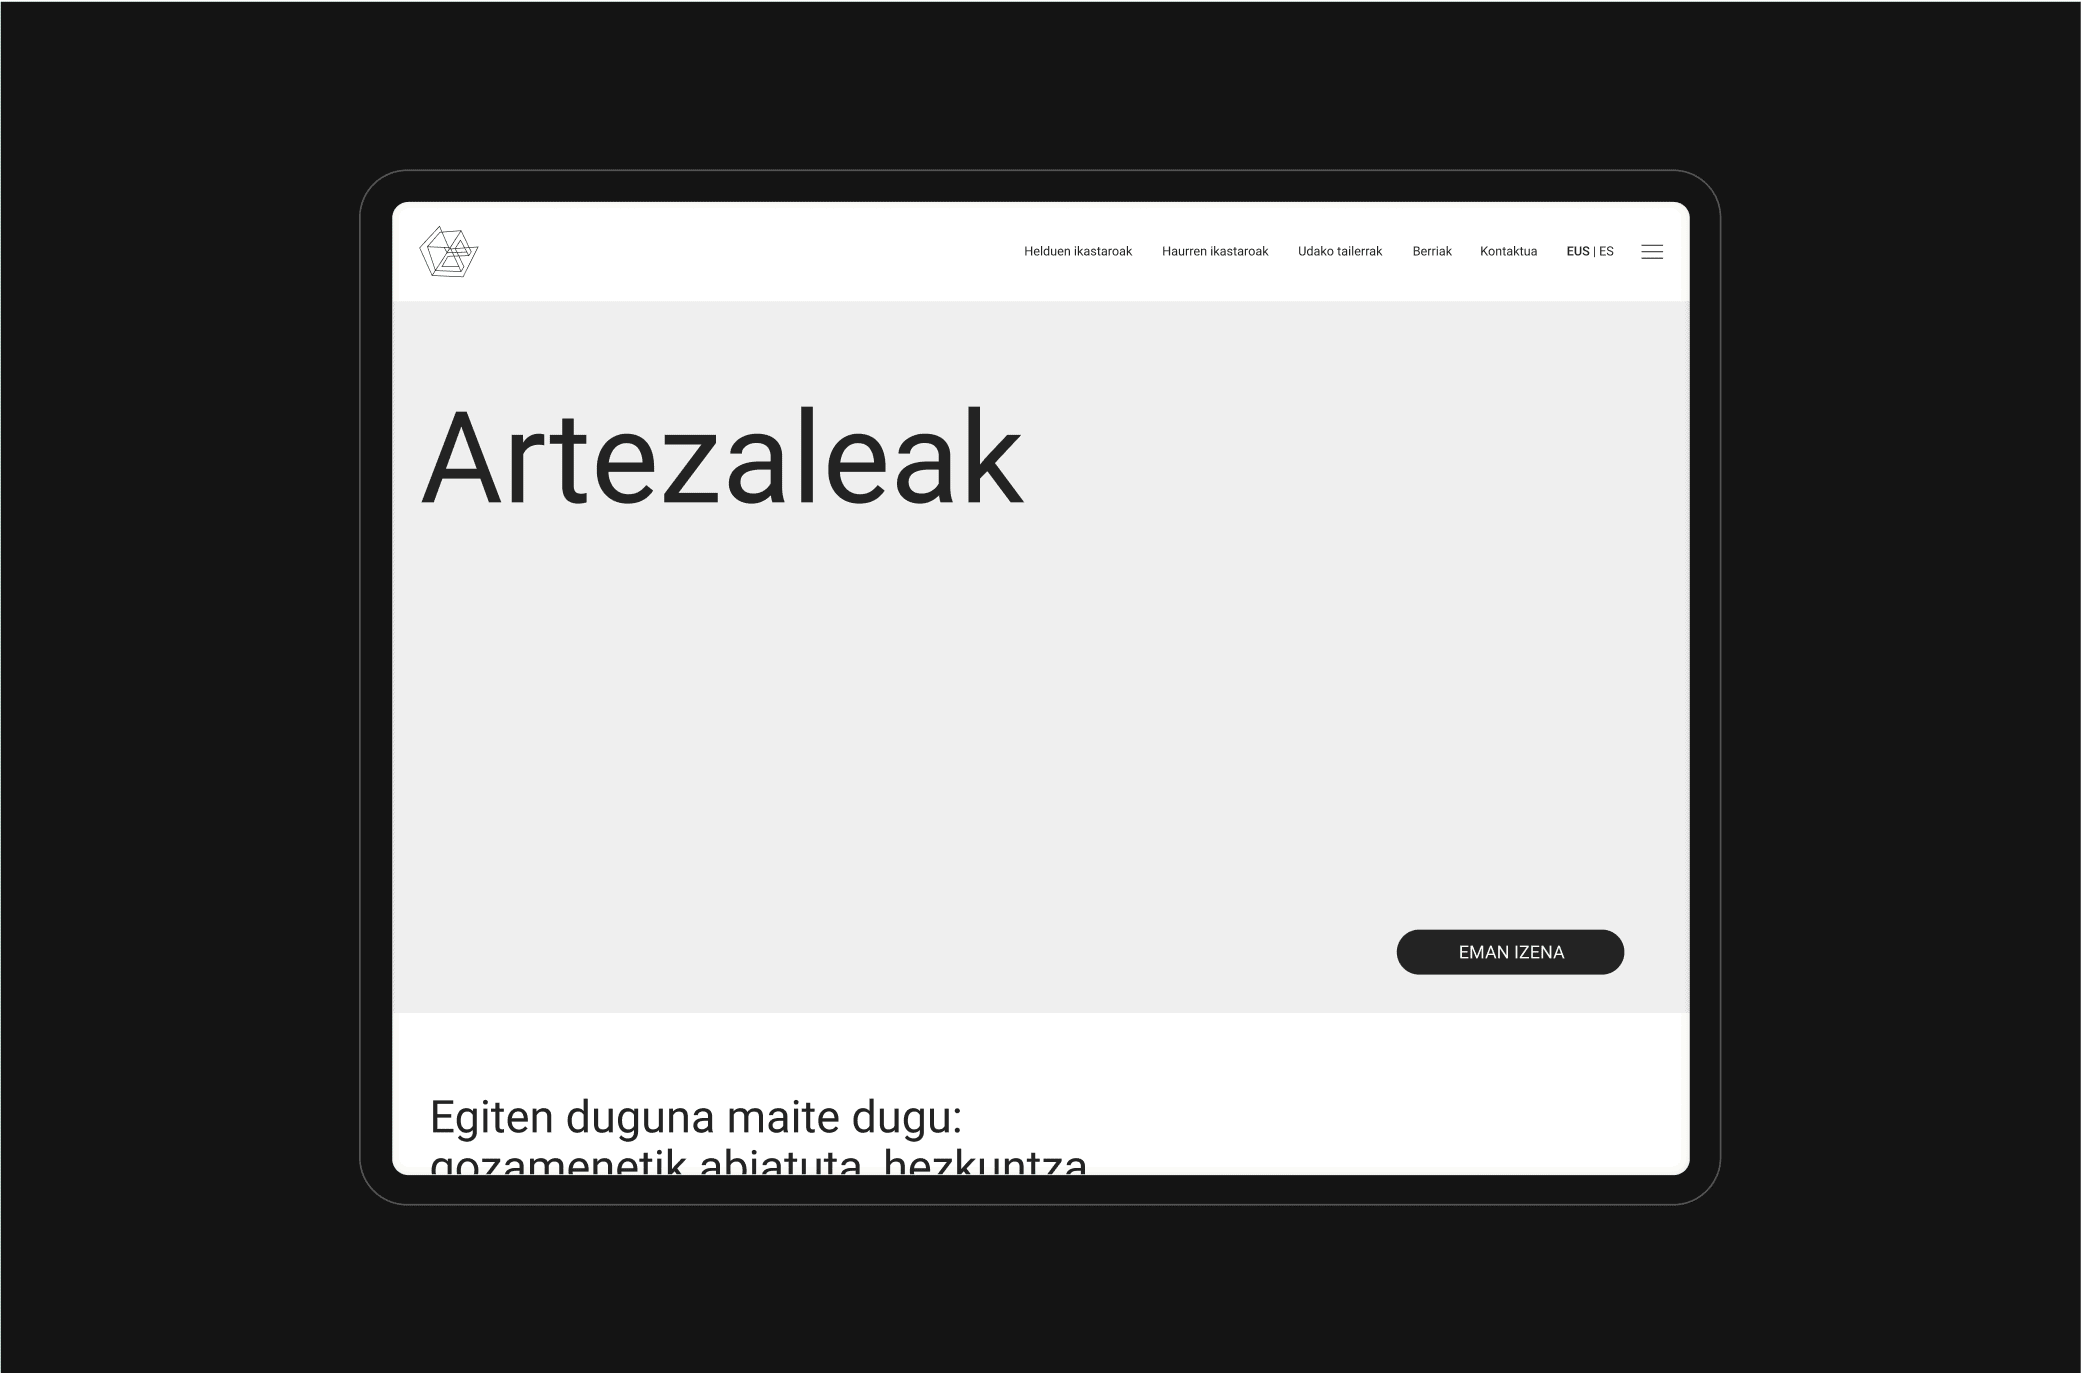 Helduen ikastaroak Haurren ikastaroak Udako tailerrak Berriak Kontaktua EUS | ES
Artezaleak
EMAN IZENA
Egiten duguna maite dugu:
gozamenetik abiatuta, hezkuntza